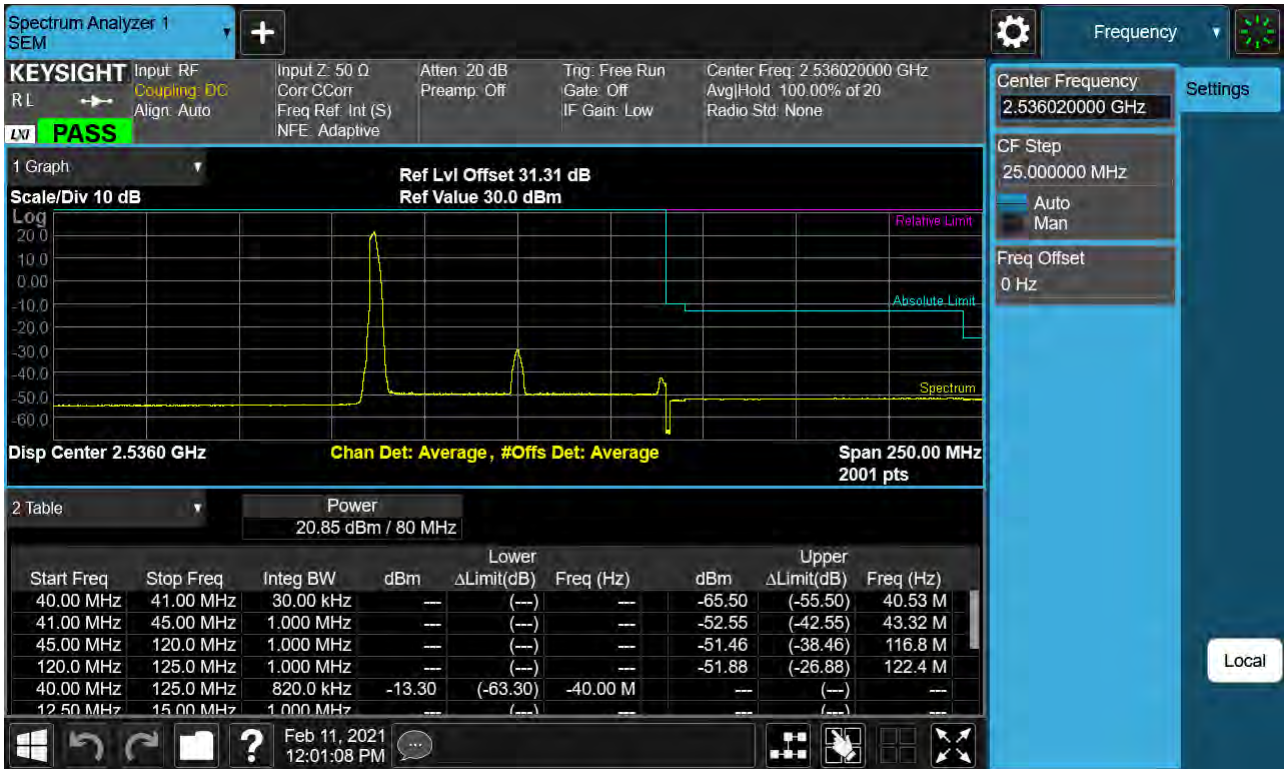 Spectrum Analyzer 1
SEM
+
Frequency
KEYSIGHT
RL
LXI
PASS
Input: RF
Coupling: DC
Align: Auto
Input Z: 50 Ω
Corr CCorr
Freq Ref: Int (S)
NFE: Adaptive
Atten: 20 dB
Preamp: Off
Trig: Free Run
Gate: Off
IF Gain: Low
Center Freq: 2.536020000 GHz
Avg|Hold: 100.00% of 20
Radio Std: None
Center Frequency
2.536020000 GHz
Settings
CF Step
25.000000 MHz
Auto
Man
Freq Offset
0 Hz
Local
1 Graph
Scale/Div 10 dB
Ref Lvl Offset 31.31 dB
Ref Value 30.0 dBm
Log
20.0
10.0
0.00
-10.0
-20.0
-30.0
-40.0
-50.0
-60.0
Relative Limit
Absolute Limit
Spectrum
Disp Center 2.5360 GHz
Chan Det: Average, #Offs Det: Average
Span 250.00 MHz
2001 pts
2 Table
Power
20.85 dBm / 80 MHz
Lower Upper
Start Freq Stop Freq Integ BW dBm ΔLimit(dB) Freq (Hz) dBm ΔLimit(dB) Freq (Hz)
40.00 MHz 41.00 MHz 30.00 kHz --- (---) --- -65.50 (-55.50) 40.53 M
41.00 MHz 45.00 MHz 1.000 MHz --- (---) --- -52.55 (-42.55) 43.32 M
45.00 MHz 120.0 MHz 1.000 MHz --- (---) --- -51.46 (-38.46) 116.8 M
120.0 MHz 125.0 MHz 1.000 MHz --- (---) --- -51.88 (-26.88) 122.4 M
40.00 MHz 125.0 MHz 820.0 kHz -13.30 (-63.30) -40.00 M --- (---) ---
12.50 MHz 15.00 MHz 1.000 MHz --- (---) --- --- (---) ---
?
Feb 11, 2021
12:01:08 PM